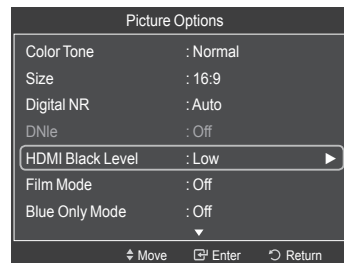 Picture Options
Color Tone : Normal
Size : 16:9
Digital NR : Auto
DNIe : Off
HDMI Black Level : Low ►
Film Mode : Off
Blue Only Mode : Off
▼
Move Enter Return